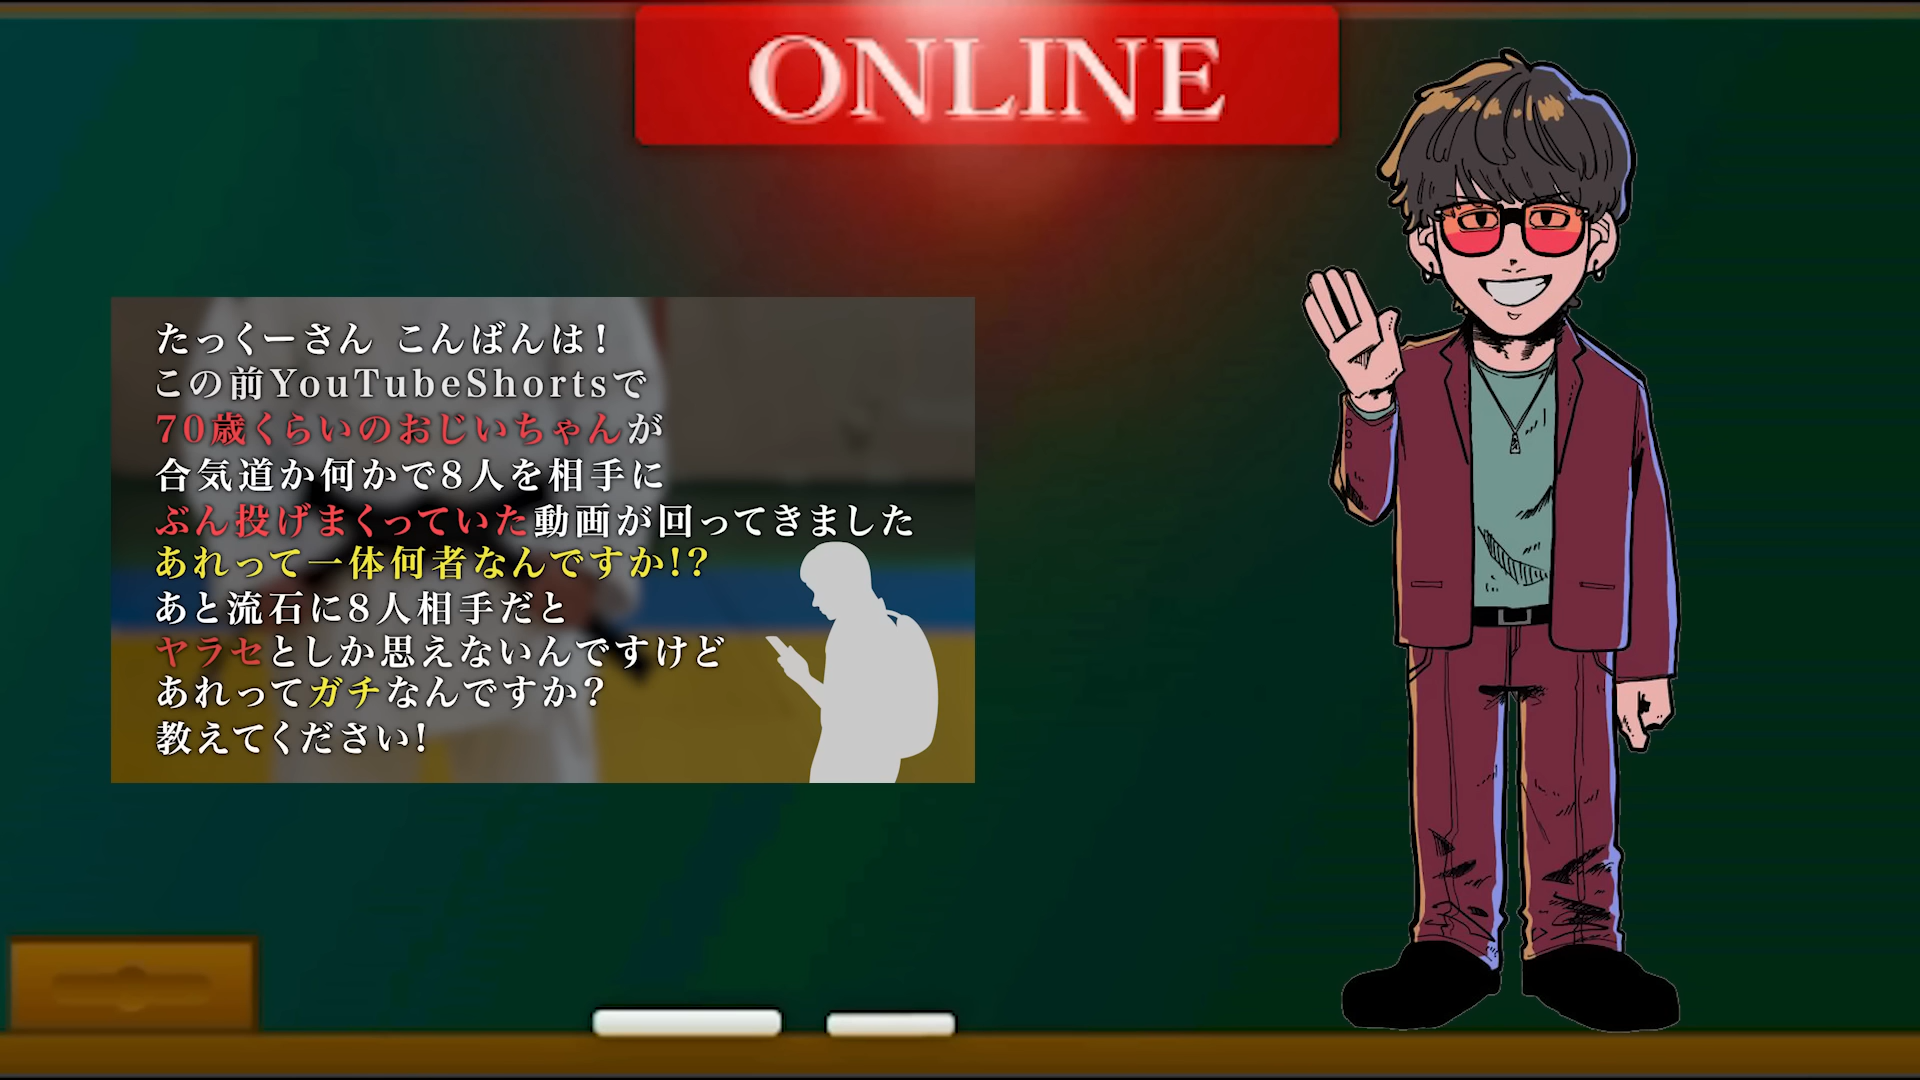 ONLINE
たっくーさん こんばんは！
この前YouTubeShortsで
70歳くらいのおじいちゃんが
合気道か何かで8人を相手に
ぶん投げまくっていた動画が回ってきました
あれって一体何者なんですか!?
あと流石に8人相手だと
ヤラセとしか思えないんですけど
あれってガチなんですか？
教えてください!